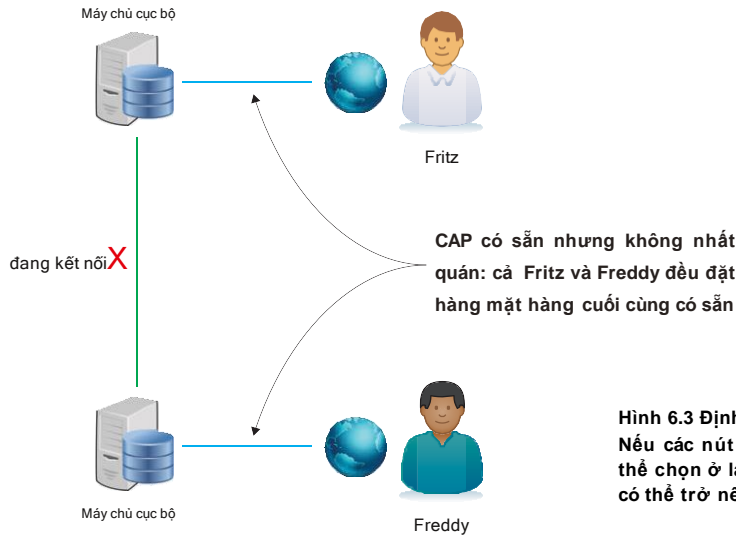 Máy chủ cục bộ
Fritz
đang kết nối X
CAP có sẵn nhưng không nhất
quán: cả Fritz và Freddy đều đặt
hàng mặt hàng cuối cùng có sẵn
Máy chủ cục bộ
Freddy
Hình 6.3 Định
Nếu các nút
thể chọn ở
có thể trở